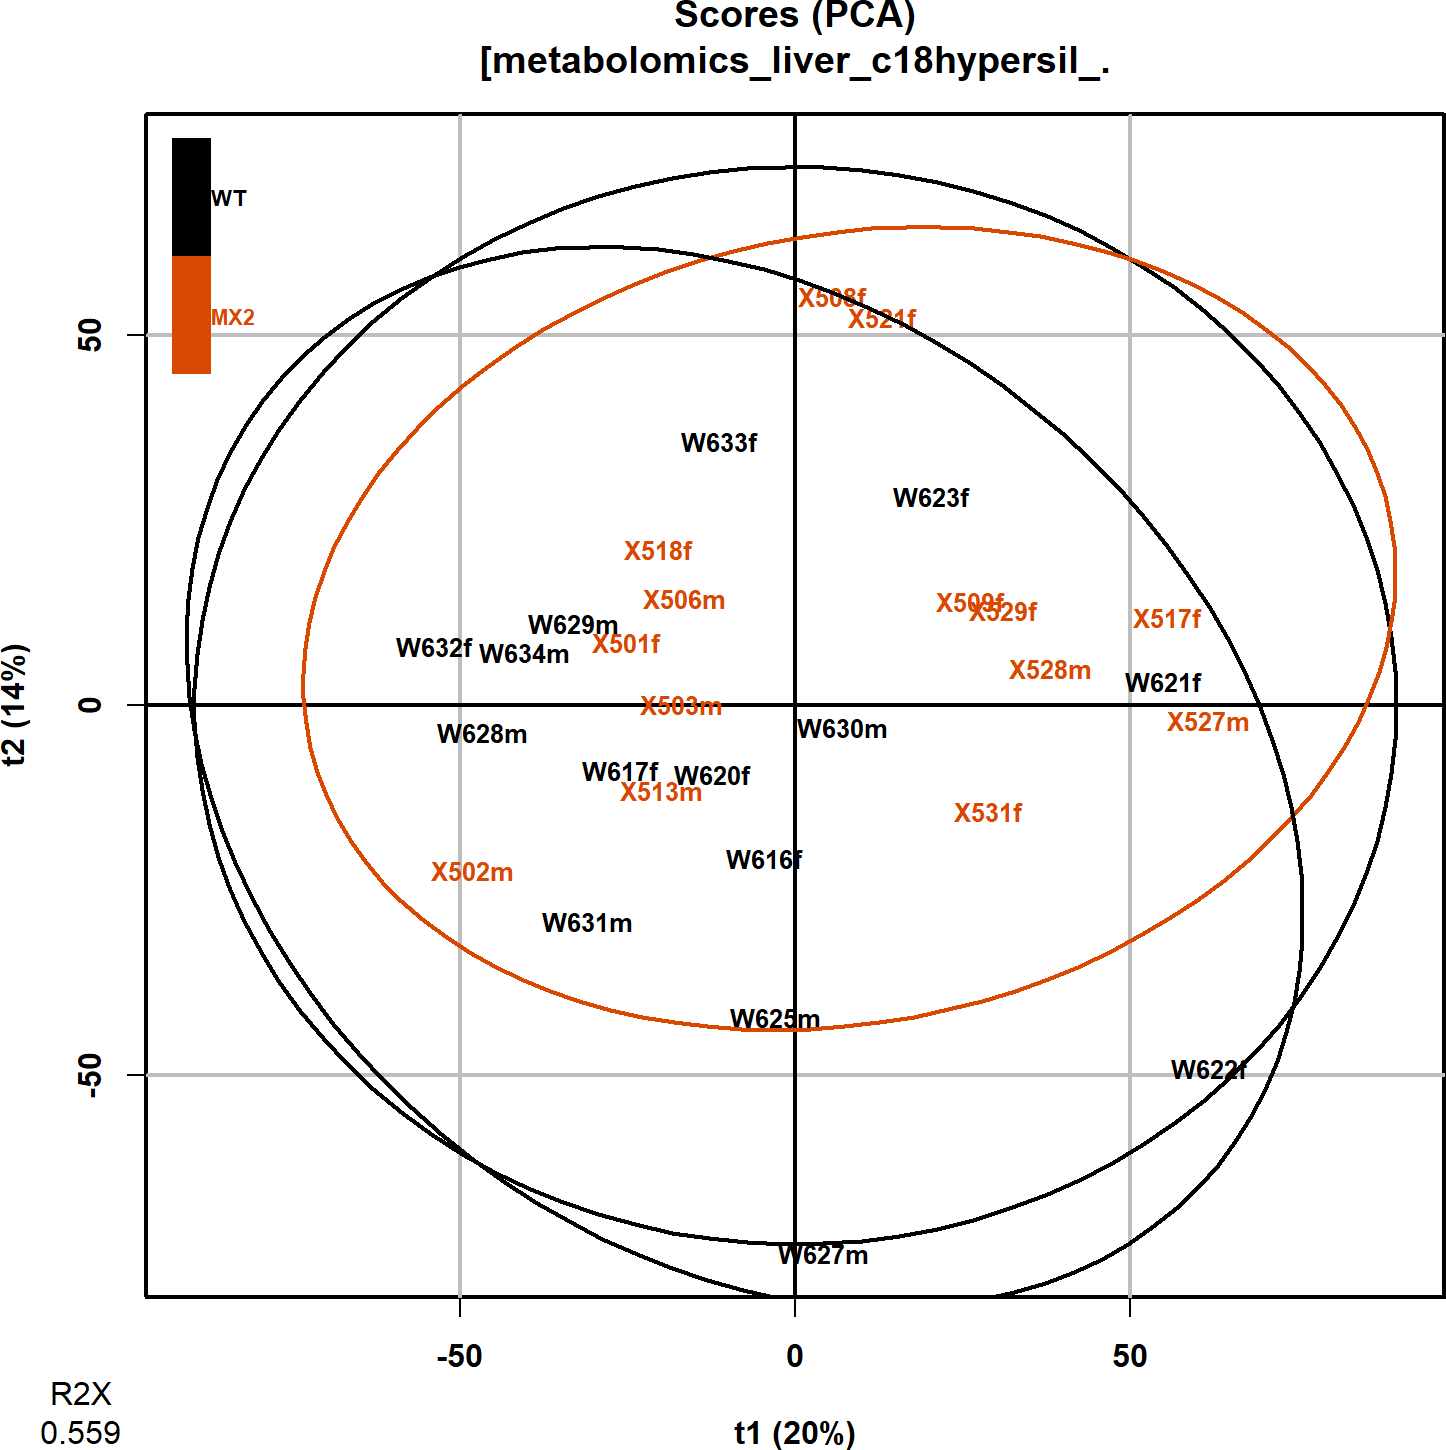 Scores (PCA)
[metabolomics_liver_c18hypersil_.
WT
MX2
X508f
X521f
50
W633f
W623f
X518f
X506m
X509f
X529f
X517f
W629m
X501f
W632f
W634m
X528m
W621f
0
X503m
X527m
W628m
W630m
W617f
W620f
X513m
X531f
W616f
X502m
W631m
W625m
W622f
-50
W627m
t2 (14%)
-50
0
50
R2X
0.559
t1 (20%)